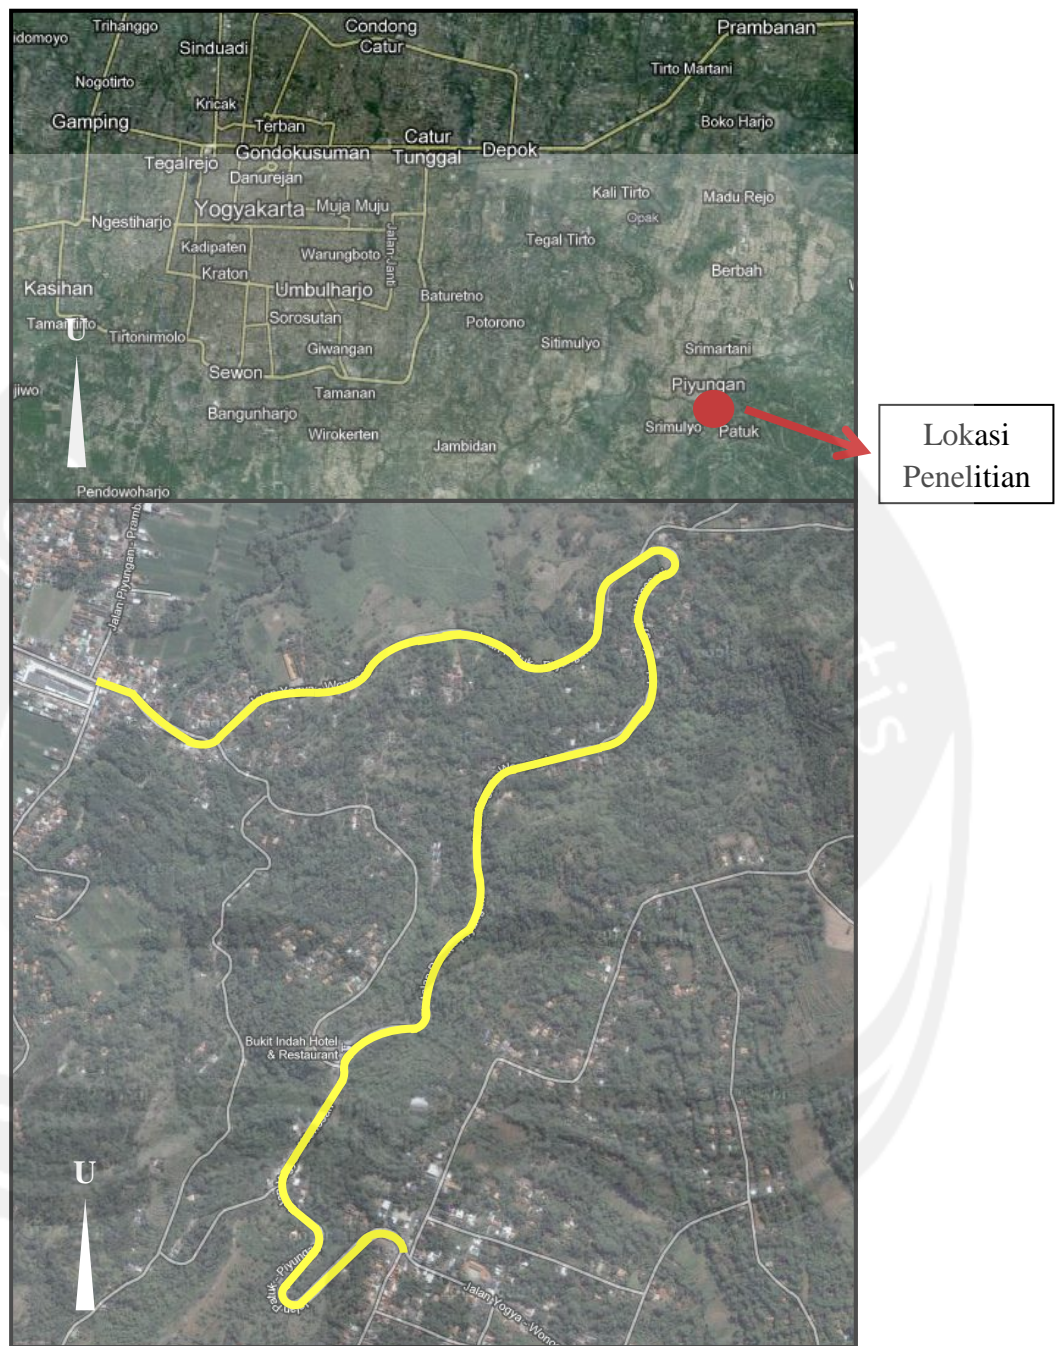 Trihanggo
Condong
Catur
Prambanan
idomoyo
Sinduadi
Tirto Martani
Nogotirto
Kricak
Gamping
Terban
Boko Harjo
Catur
Tunggal
Depok
Tegalrejo
Gondokusuman
Danurejan
Kali Tirto
Madu Rejo
Yogyakarta
Muja Muju
Opak
Ngestiharjo
Jalan Janti
Tegal Tirto
Kadipaten
Warungboto
Kraton
Berbah
Kasihan
Umbulharjo
Baturetno
Sorosutan
Potorono
Tirtonirmolo
U
Giwangan
Sitimulyo
Srimartani
Sewon
Piyungan
jiwo
Tamanan
Bangunharjo
Srimulyo
Patuk
Wirokerten
Jambidan
Pendowoharjo
Lokasi
Penelitian
Jalan Piyungan - Pramb
Bukit Indah Hotel
& Restaurant
U
Jalan Yogya - Wono